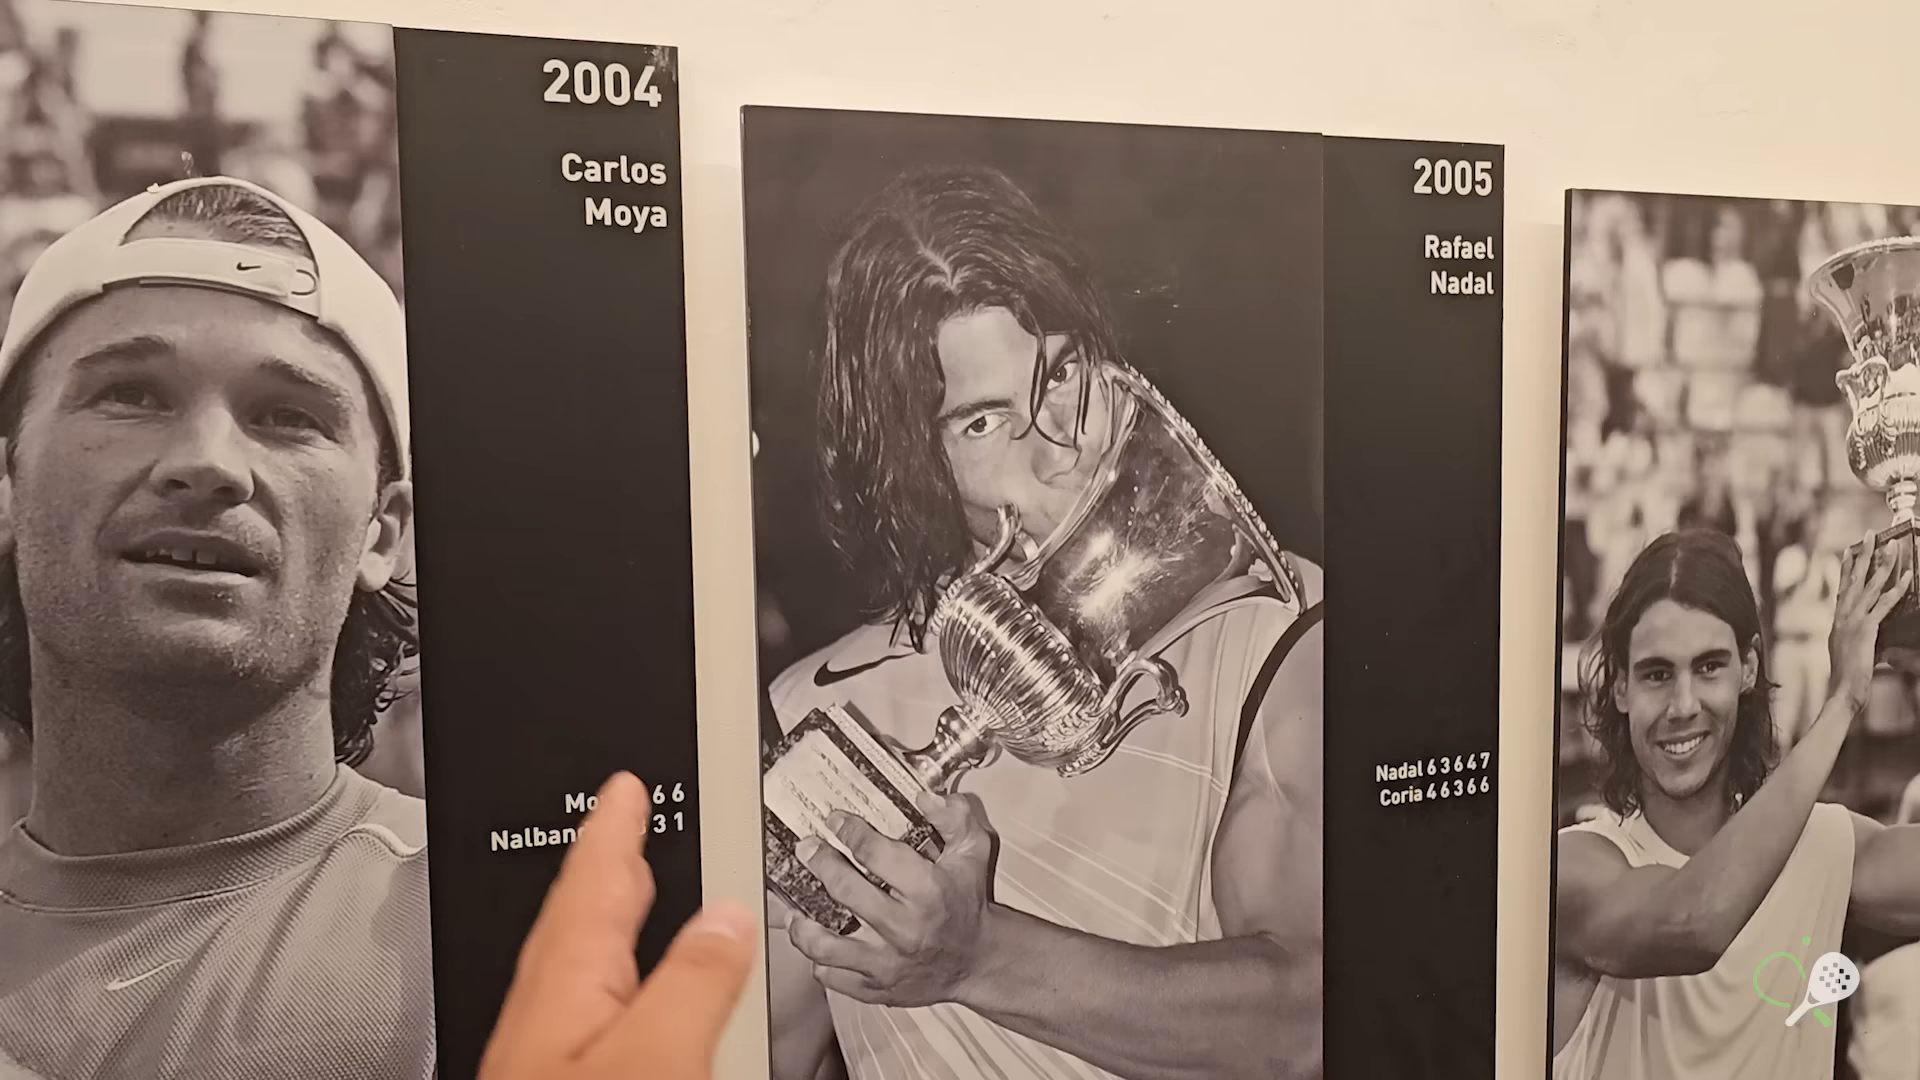 2004
Carlos
Moya
6 6
3 1
2005
Rafael
Nadal
Nadal 6 3 6 4 7
Coria 4 6 3 6 6